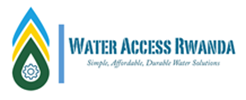 WATER ACCESS RWANDA
Simple, Affordable, Durable Water Solutions